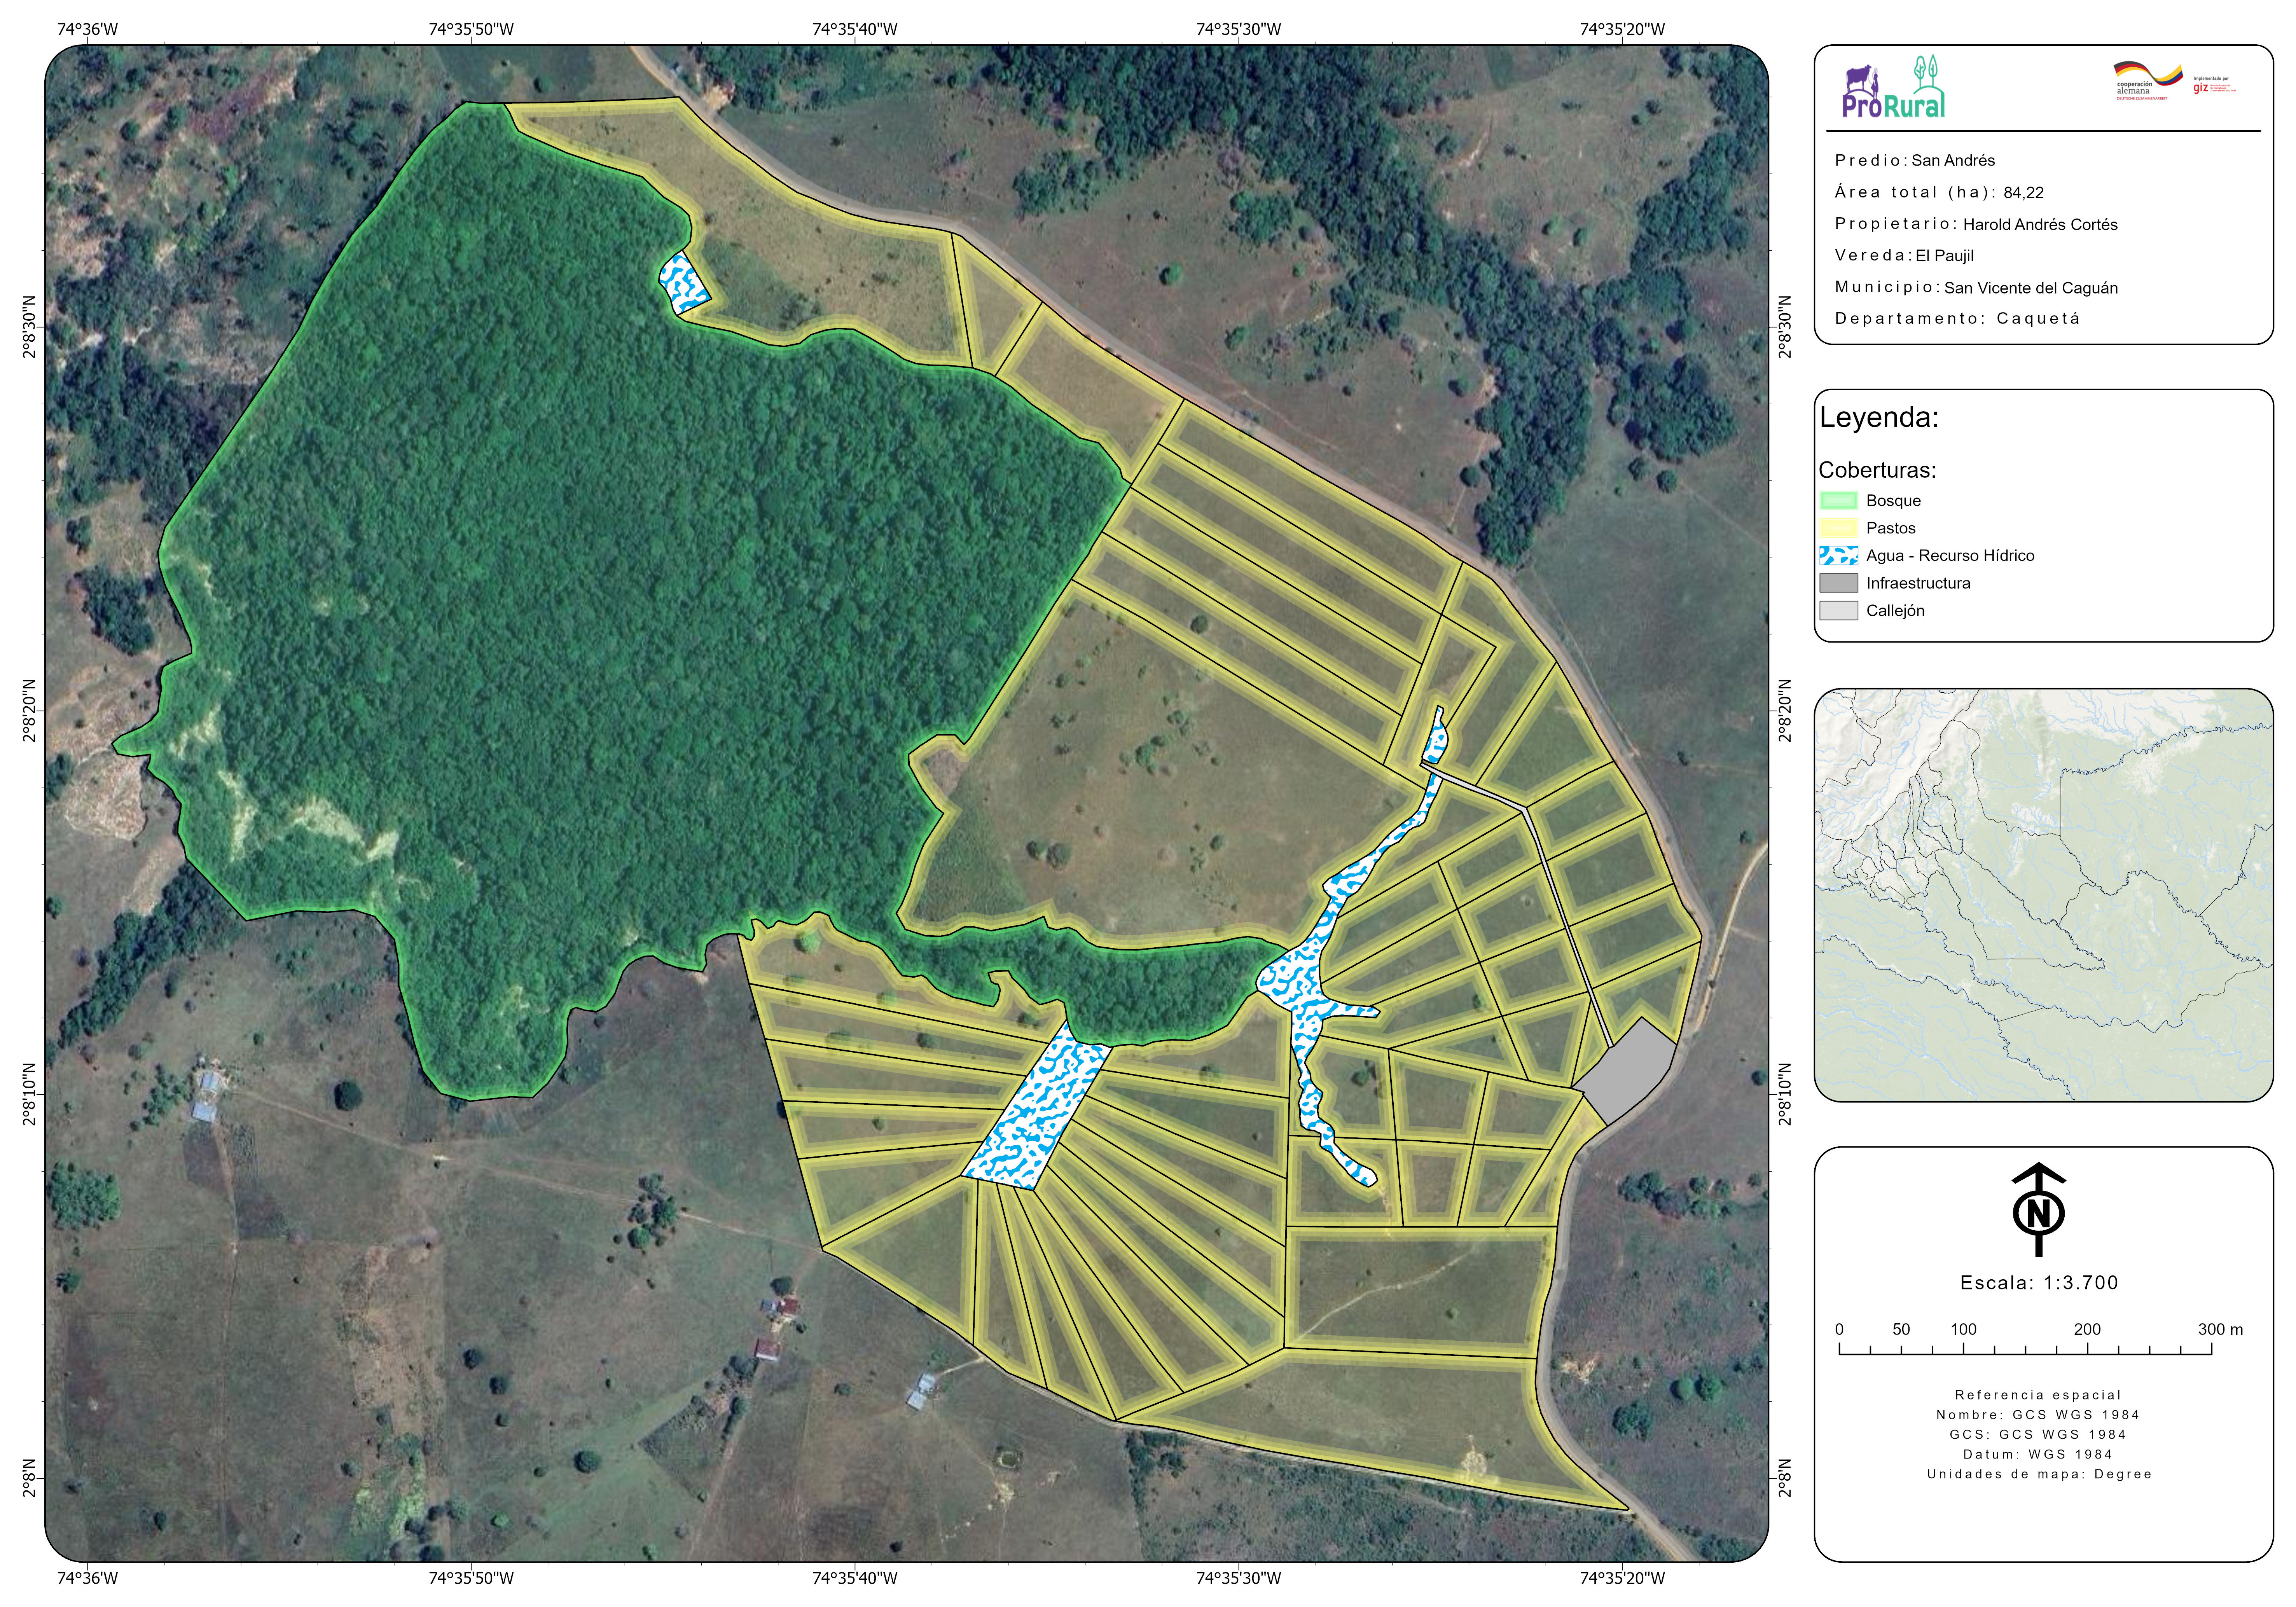 74°36'W 74°35'50"W 74°35'40"W 74°35'30"W 74°35'20"W
2°8'30"N
2°8'20"N
2°8'10"N
2°8'N
2°8'30"N
2°8'20"N
2°8'10"N
2°8'N
74°36'W 74°35'50"W 74°35'40"W 74°35'30"W 74°35'20"W
ProRural
cooperación
alemana
DEUTSCHE ZUSAMMENARBEIT
Implementada por
giz
Predio: San Andrés
Área total (ha): 84,22
Propietario: Harold Andrés Cortés
Vereda: El Paujil
Municipio: San Vicente del Caguán
Departamento: Caquetá
Leyenda:
Coberturas:
Bosque
Pastos
Agua - Recurso Hídrico
Infraestructura
Callejón
N
Escala: 1:3.700
0 50 100 200 300 m
Referencia espacial
Nombre: GCS WGS 1984
GCS: GCS WGS 1984
Datum: WGS 1984
Unidades de mapa: Degree